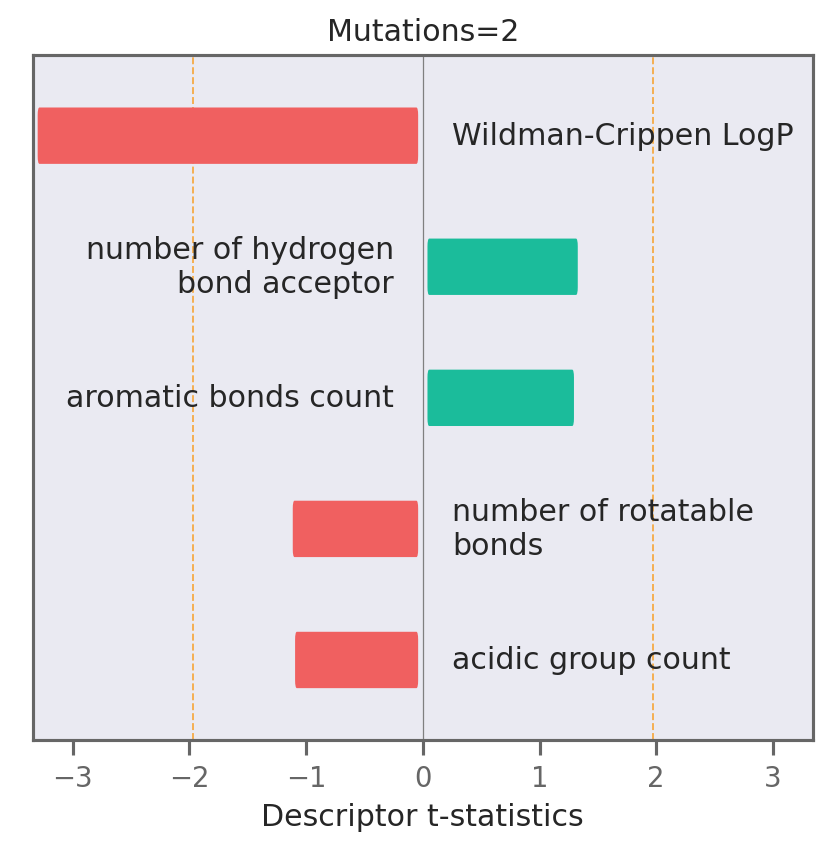 Mutations=2
Wildman-Crippen LogP
number of hydrogen
bond acceptor
aromatic bonds count
number of rotatable
bonds
acidic group count
−3 −2 −1 0 1 2 3
Descriptor t-statistics